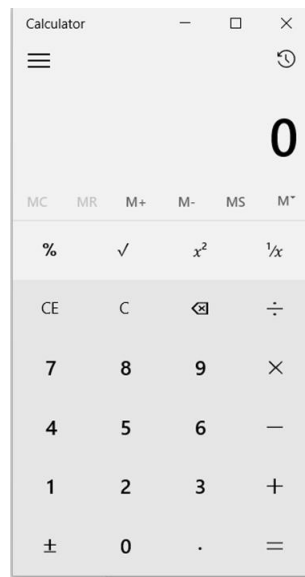 Calculator
0
MC MR M+ M- MS M˅
% √ x² ¹/x
CE C ÷
7 8 9 ×
4 5 6 −
1 2 3 +
± 0 . =